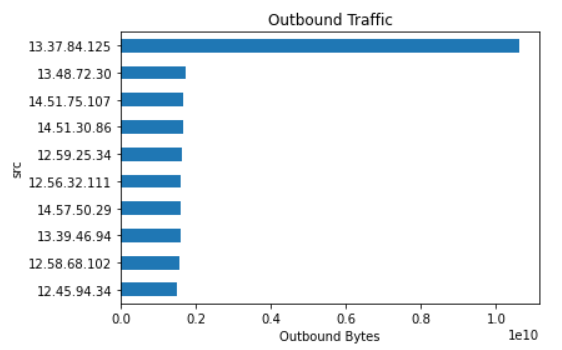 Outbound Traffic
13.37.84.125
13.48.72.30
14.51.75.107
14.51.30.86
12.59.25.34
12.56.32.111
14.57.50.29
13.39.46.94
12.58.68.102
12.45.94.34
src
0.0 0.2 0.4 0.6 0.8 1.0
1e10
Outbound Bytes